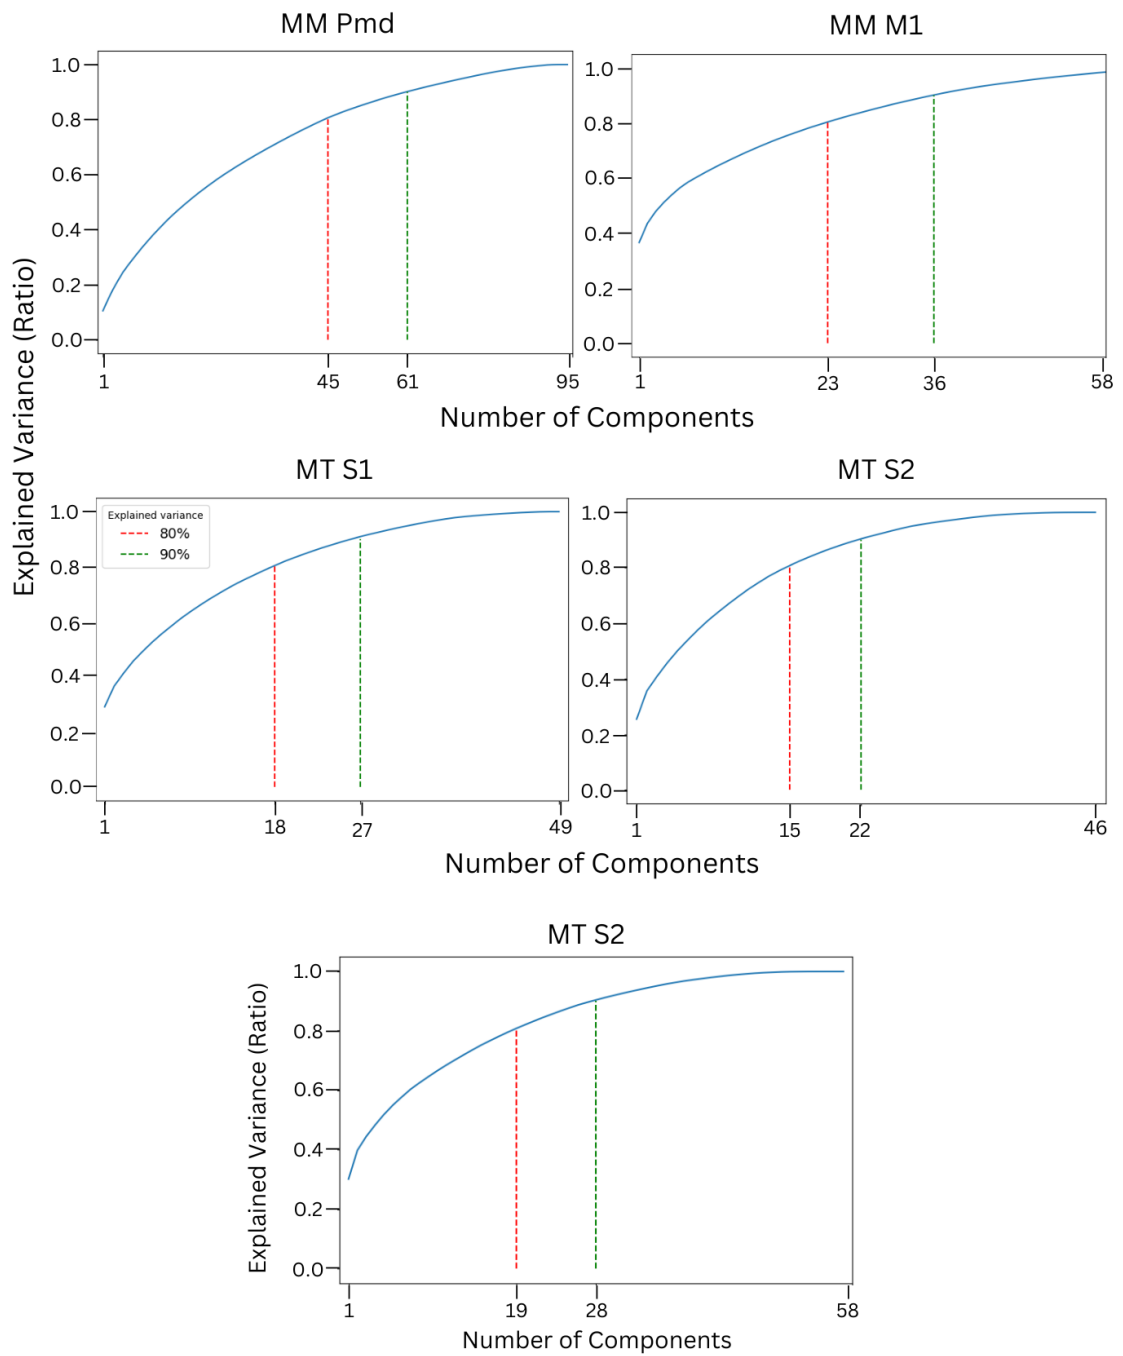 MM Pmd
MM M1
Explained Variance (Ratio)
1.0
0.8
0.6
0.4
0.2
0.0
1 45 61 95
1.0
0.8
0.6
0.4
0.2
0.0
1 23 36 58
Number of Components
MT S1
MT S2
Explained variance
80%
90%
1.0
0.8
0.6
0.4
0.2
0.0
1 18 27 49
1.0
0.8
0.6
0.4
0.2
0.0
1 15 22 46
Number of Components
MT S2
Explained Variance (Ratio)
1.0
0.8
0.6
0.4
0.2
0.0
1 19 28 58
Number of Components